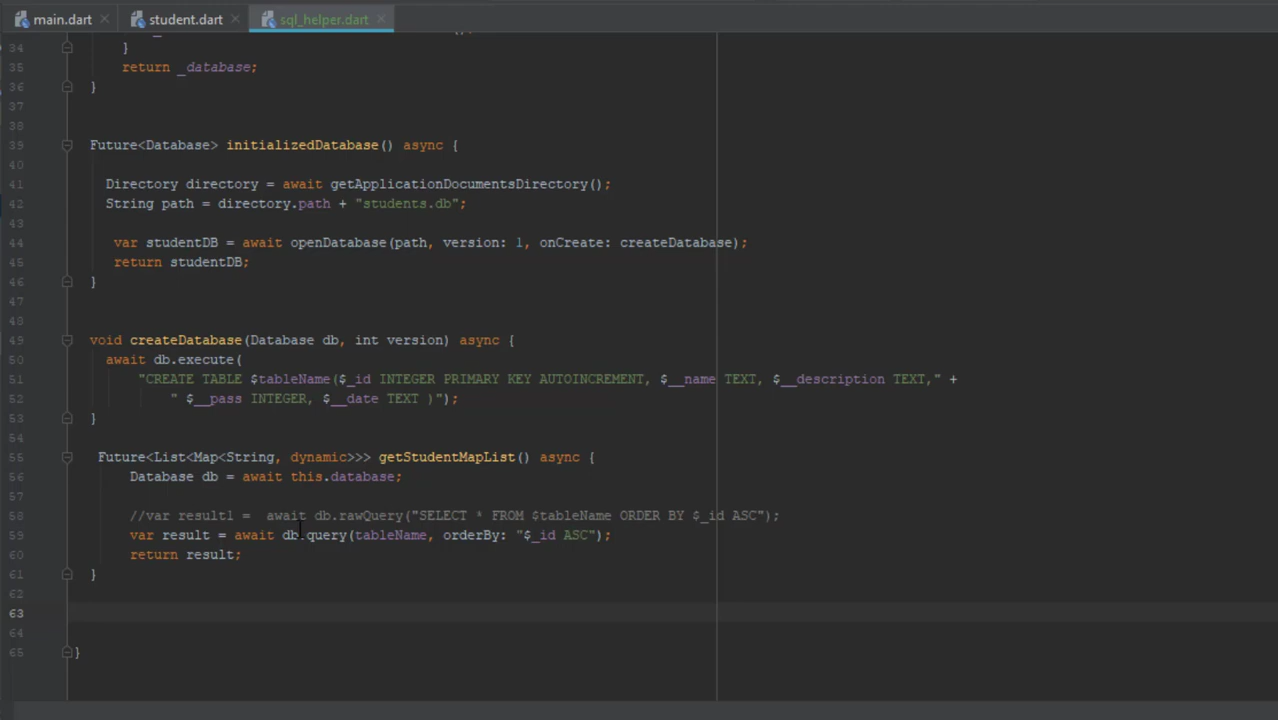 main.dart student.dart sql_helper.dart
34 }
35 return _database;
36 }
37
38
39 Future<Database> initializedDatabase() async {
40
41 Directory directory = await getApplicationDocumentsDirectory();
42 String path = directory.path + "students.db";
43
44 var studentDB = await openDatabase(path, version: 1, onCreate: createDatabase);
45 return studentDB;
46 }
47
48
49 void createDatabase(Database db, int version) async {
50 await db.execute(
51 "CREATE TABLE $tableName($_id INTEGER PRIMARY KEY AUTOINCREMENT, $__name TEXT, $__description TEXT," +
52 " $__pass INTEGER, $__date TEXT )");
53 }
54
55 Future<List<Map<String, dynamic>>> getStudentMapList() async {
56 Database db = await this.database;
57
58 //var result1 =  await db.rawQuery("SELECT * FROM $tableName ORDER BY $_id ASC");
59 var result = await db.query(tableName, orderBy: "$_id ASC");
60 return result;
61 }
62
63
64
65 }